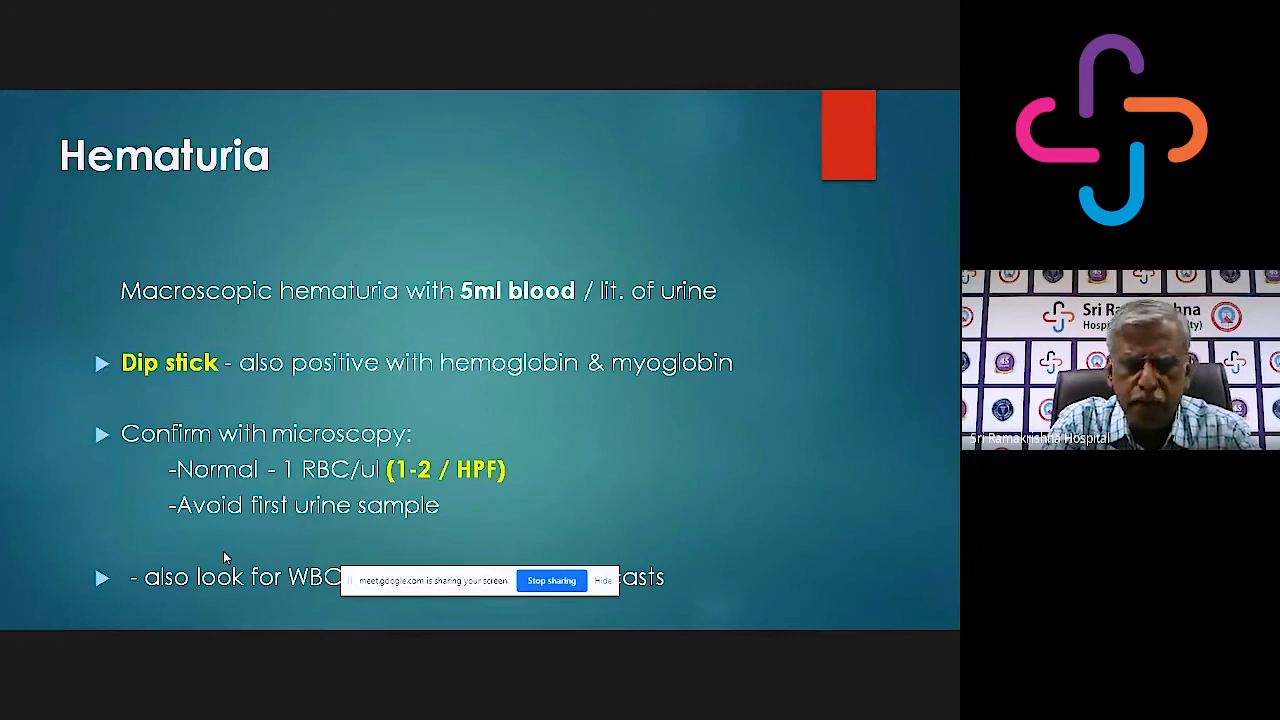 Hematuria
Macroscopic hematuria with 5ml blood / lit. of urine
Dip stick - also positive with hemoglobin & myoglobin
Confirm with microscopy:
-Normal - 1 RBC/ul (1-2 / HPF)
-Avoid first urine sample
- also look for WBC
casts
meet.google.com is sharing your screen.
Stop sharing
Hide
Sri Ramakrishna Hospital